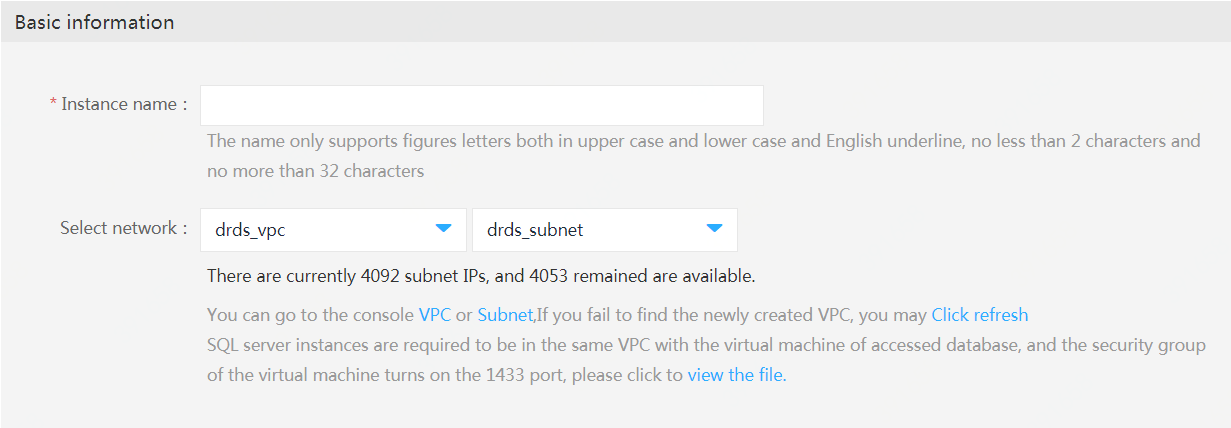 Basic information
* Instance name :
The name only supports figures letters both in upper case and lower case and English underline, no less than 2 characters and
no more than 32 characters
Select network : drds_vpc drds_subnet
There are currently 4092 subnet IPs, and 4053 remained are available.
You can go to the console VPC or Subnet,If you fail to find the newly created VPC, you may Click refresh
SQL server instances are required to be in the same VPC with the virtual machine of accessed database, and the security group
of the virtual machine turns on the 1433 port, please click to view the file.